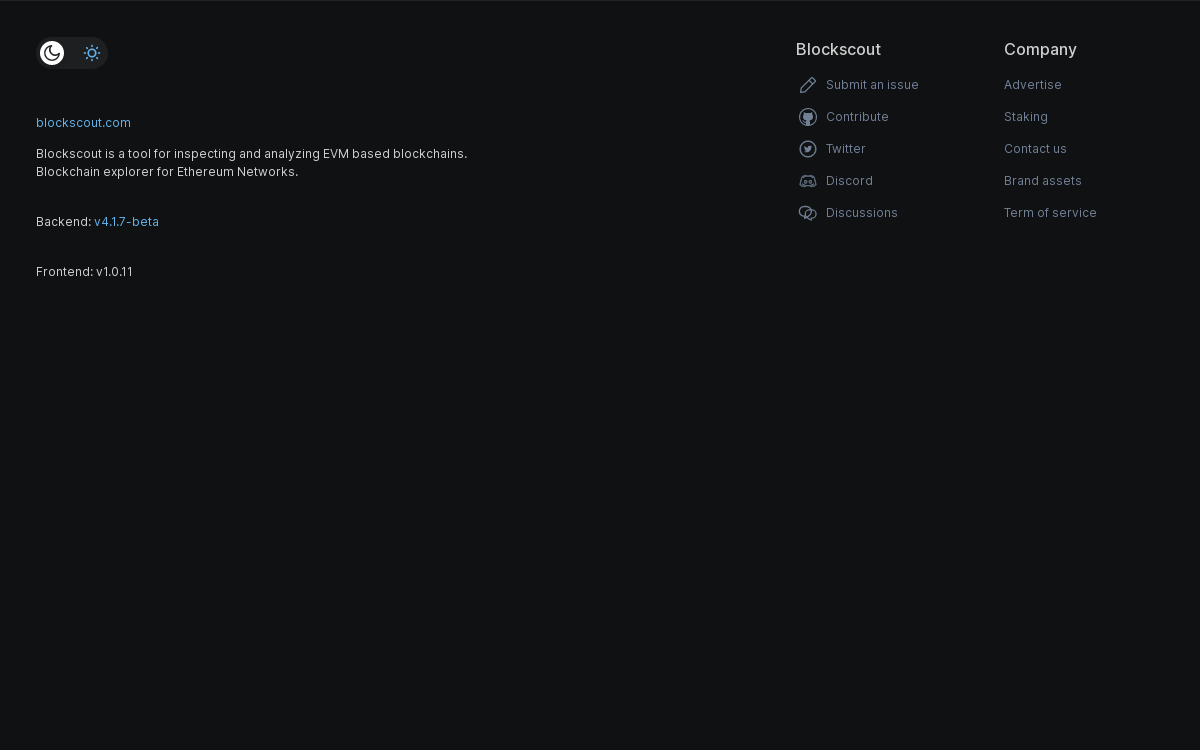 blockscout.com
Blockscout is a tool for inspecting and analyzing EVM based blockchains.
Blockchain explorer for Ethereum Networks.
Backend: v4.1.7-beta
Frontend: v1.0.11
Blockscout
Submit an issue
Contribute
Twitter
Discord
Discussions
Company
Advertise
Staking
Contact us
Brand assets
Term of service